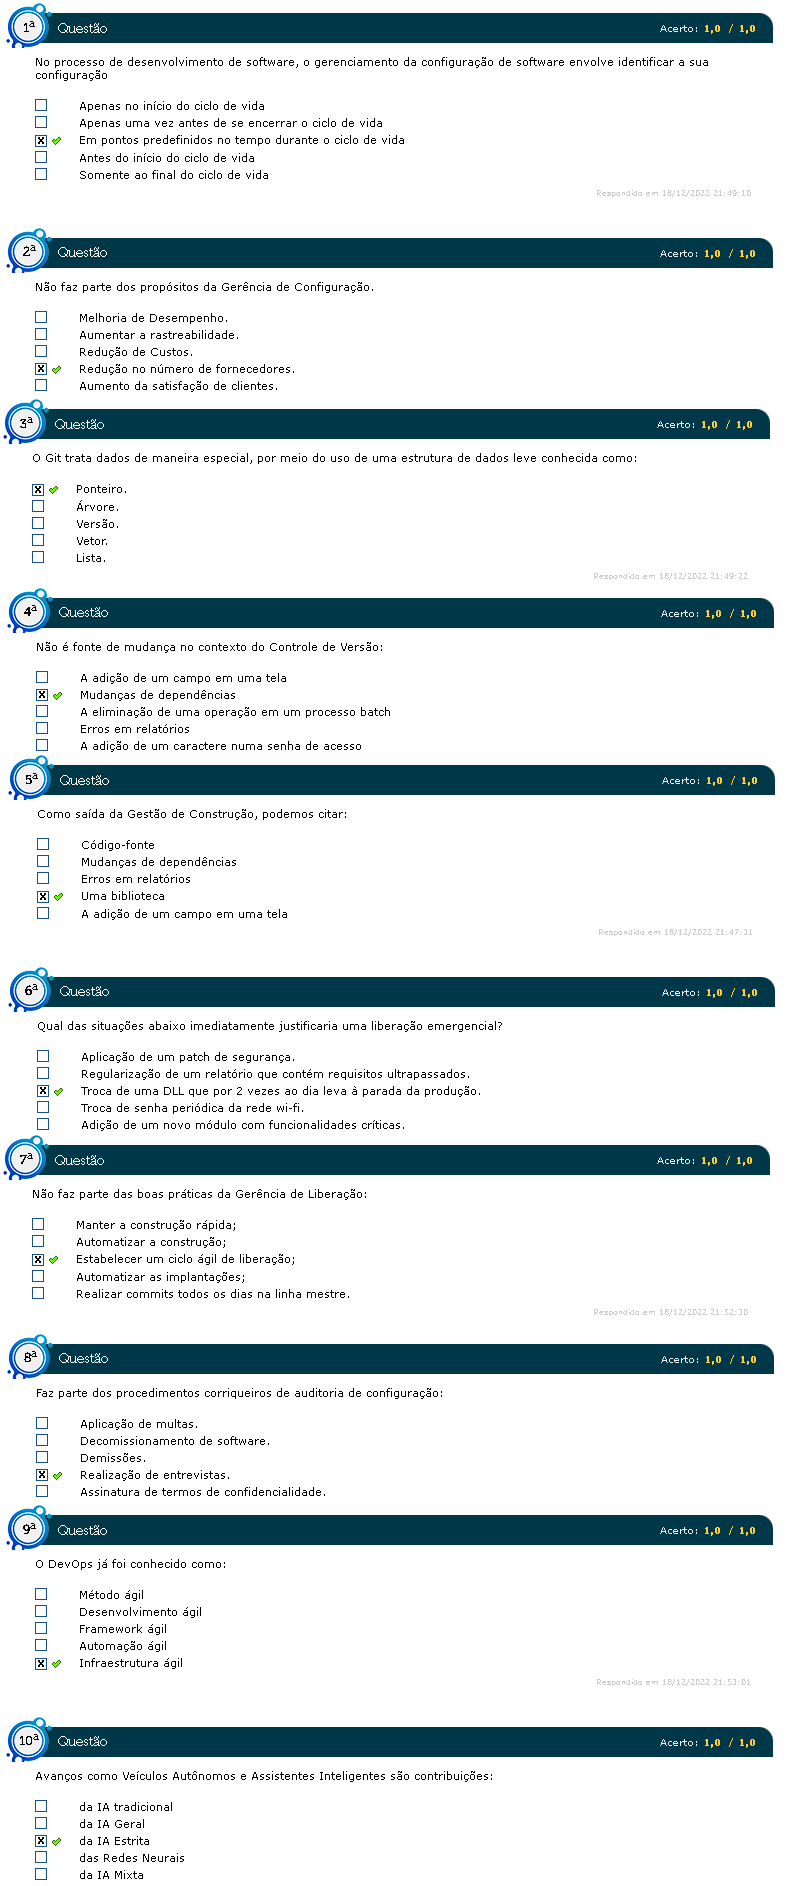 1ª Questão Acerto: 1,0 / 1,0
No processo de desenvolvimento de software, o gerenciamento da configuração de software envolve identificar a sua
configuração
Apenas no início do ciclo de vida
Apenas uma vez antes de se encerrar o ciclo de vida
Em pontos predefinidos no tempo durante o ciclo de vida
Antes do início do ciclo de vida
Somente ao final do ciclo de vida
Respondido em 18/12/2022 21:49:10
2ª Questão Acerto: 1,0 / 1,0
Não faz parte dos propósitos da Gerência de Configuração.
Melhoria de Desempenho.
Aumentar a rastreabilidade.
Redução de Custos.
Redução no número de fornecedores.
Aumento da satisfação de clientes.
3ª Questão Acerto: 1,0 / 1,0
O Git trata dados de maneira especial, por meio do uso de uma estrutura de dados leve conhecida como:
Ponteiro.
Árvore.
Versão.
Vetor.
Lista.
Respondido em 18/12/2022 21:49:22
4ª Questão Acerto: 1,0 / 1,0
Não é fonte de mudança no contexto do Controle de Versão:
A adição de um campo em uma tela
Mudanças de dependências
A eliminação de uma operação em um processo batch
Erros em relatórios
A adição de um caractere numa senha de acesso
5ª Questão Acerto: 1,0 / 1,0
Como saída da Gestão de Construção, podemos citar:
Código-fonte
Mudanças de dependências
Erros em relatórios
Uma biblioteca
A adição de um campo em uma tela
Respondido em 18/12/2022 21:47:31
6ª Questão Acerto: 1,0 / 1,0
Qual das situações abaixo imediatamente justificaria uma liberação emergencial?
Aplicação de um patch de segurança.
Regularização de um relatório que contém requisitos ultrapassados.
Troca de uma DLL que por 2 vezes ao dia leva à parada da produção.
Troca de senha periódica da rede wi-fi.
Adição de um novo módulo com funcionalidades críticas.
7ª Questão Acerto: 1,0 / 1,0
Não faz parte das boas práticas da Gerência de Liberação:
Manter a construção rápida;
Automatizar a construção;
Estabelecer um ciclo ágil de liberação;
Automatizar as implantações;
Realizar commits todos os dias na linha mestre.
Respondido em 18/12/2022 21:52:30
8ª Questão Acerto: 1,0 / 1,0
Faz parte dos procedimentos corriqueiros de auditoria de configuração:
Aplicação de multas.
Decomissionamento de software.
Demissões.
Realização de entrevistas.
Assinatura de termos de confidencialidade.
9ª Questão Acerto: 1,0 / 1,0
O DevOps já foi conhecido como:
Método ágil
Desenvolvimento ágil
Framework ágil
Automação ágil
Infraestrutura ágil
Respondido em 18/12/2022 21:53:01
10ª Questão Acerto: 1,0 / 1,0
Avanços como Veículos Autônomos e Assistentes Inteligentes são contribuições:
da IA tradicional
da IA Geral
da IA Estrita
das Redes Neurais
da IA Mixta